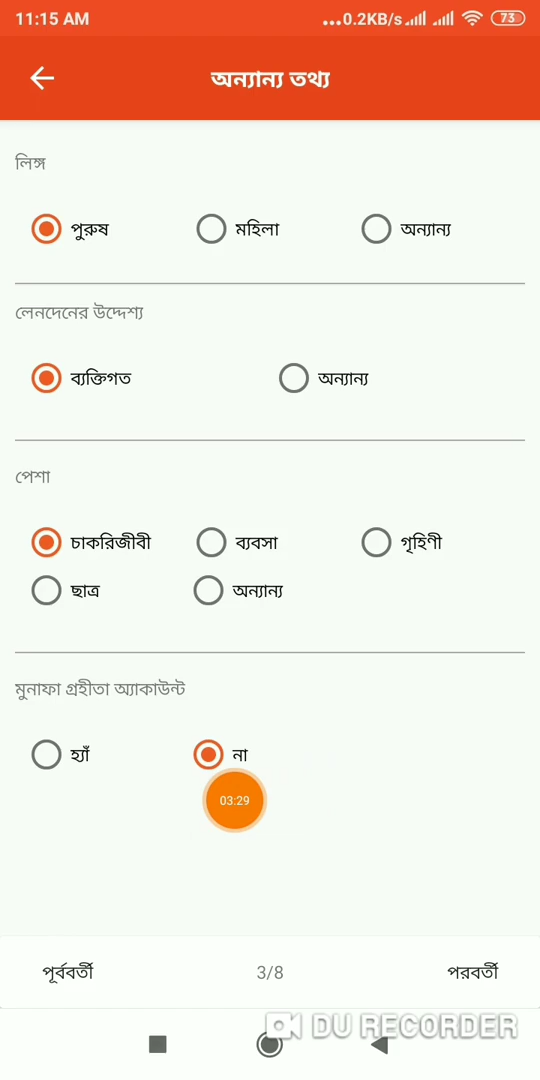 11:15 AM
...0.2KB/s
73
অন্যান্য তথ্য
লিঙ্গ
পুরুষ মহিলা অন্যান্য
লেনদেনের উদ্দেশ্য
ব্যক্তিগত অন্যান্য
পেশা
চাকরিজীবী ব্যবসা গৃহিণী
ছাত্র অন্যান্য
মুনাফা গ্রহীতা অ্যাকাউন্ট
হ্যাঁ না
03:29
পূর্ববর্তী 3/8 পরবর্তী
DU RECORDER